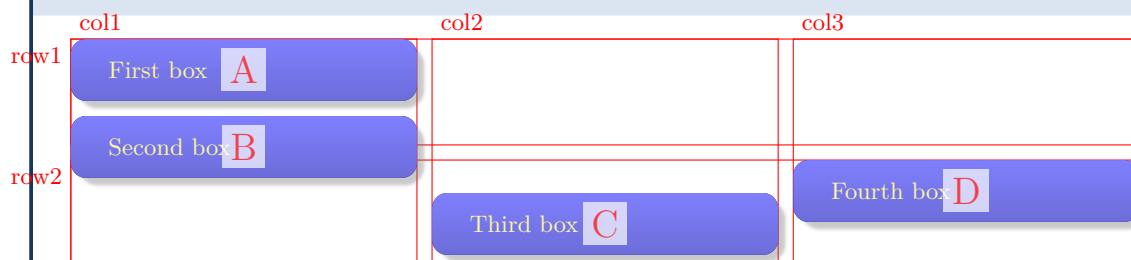 col1 col2 col3
row1
First box A
Second box B
row2
Fourth box D
Third box C